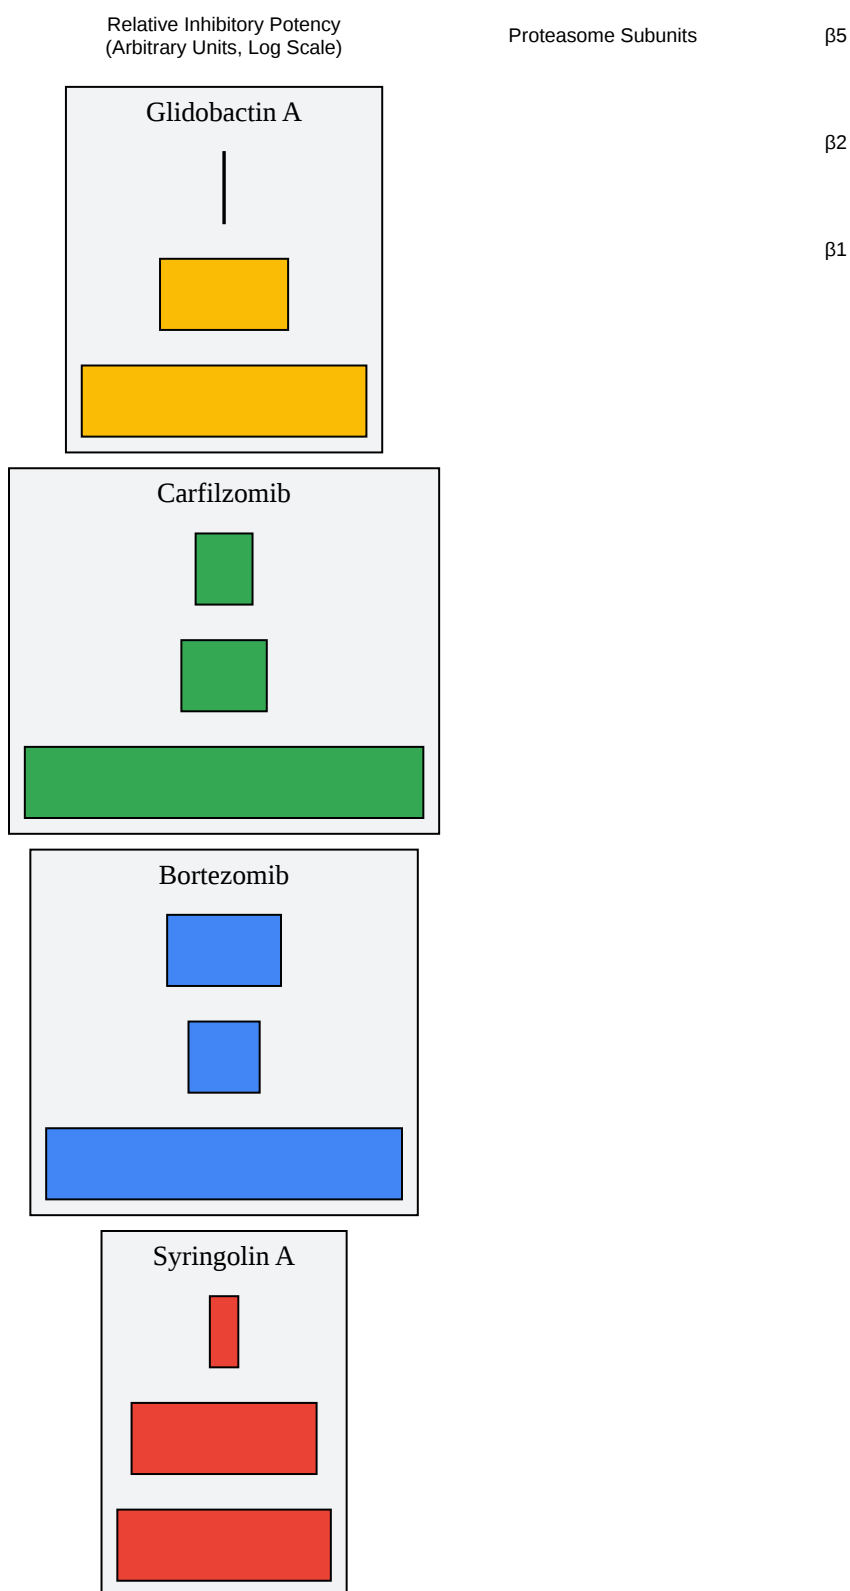 Relative Inhibitory Potency
(Arbitrary Units, Log Scale)
Proteasome Subunits
β5
β2
β1
Glidobactin A
Carfilzomib
Bortezomib
Syringolin A